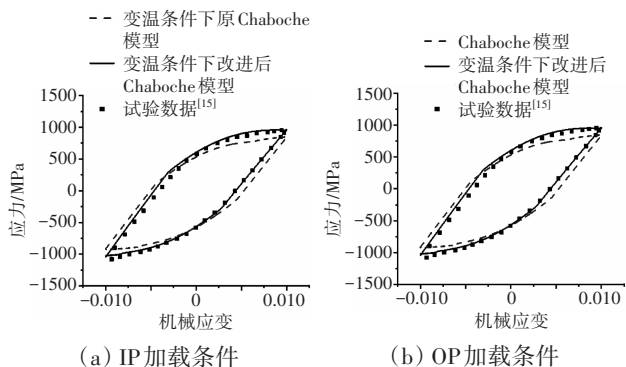 变温条件下原Chaboche
模型
变温条件下改进后
Chaboche模型
试验数据[15]
1500
1000
500
0
-500
-1000
-1500
应力/MPa
-0.010
0
0.010
机械应变
(a) IP加载条件
Chaboche模型
变温条件下改进后
Chaboche模型
试验数据[15]
1500
1000
500
0
-500
-1000
-1500
应力/MPa
-0.010
0
0.010
机械应变
(b) OP加载条件